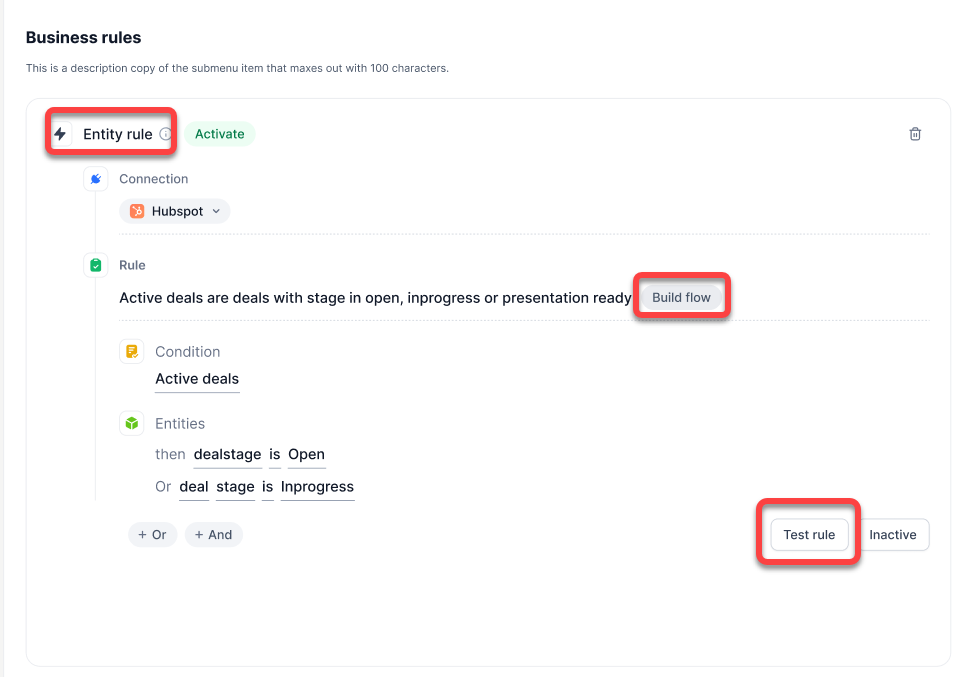 Business rules
This is a description copy of the submenu item that maxes out with 100 characters.
Entity rule Activate
Connection
Hubspot
Rule
Active deals are deals with stage in open, inprogress or presentation ready Build flow
Condition
Active deals
Entities
then dealstage is Open
Or deal stage is Inprogress
+ Or + And Test rule Inactive